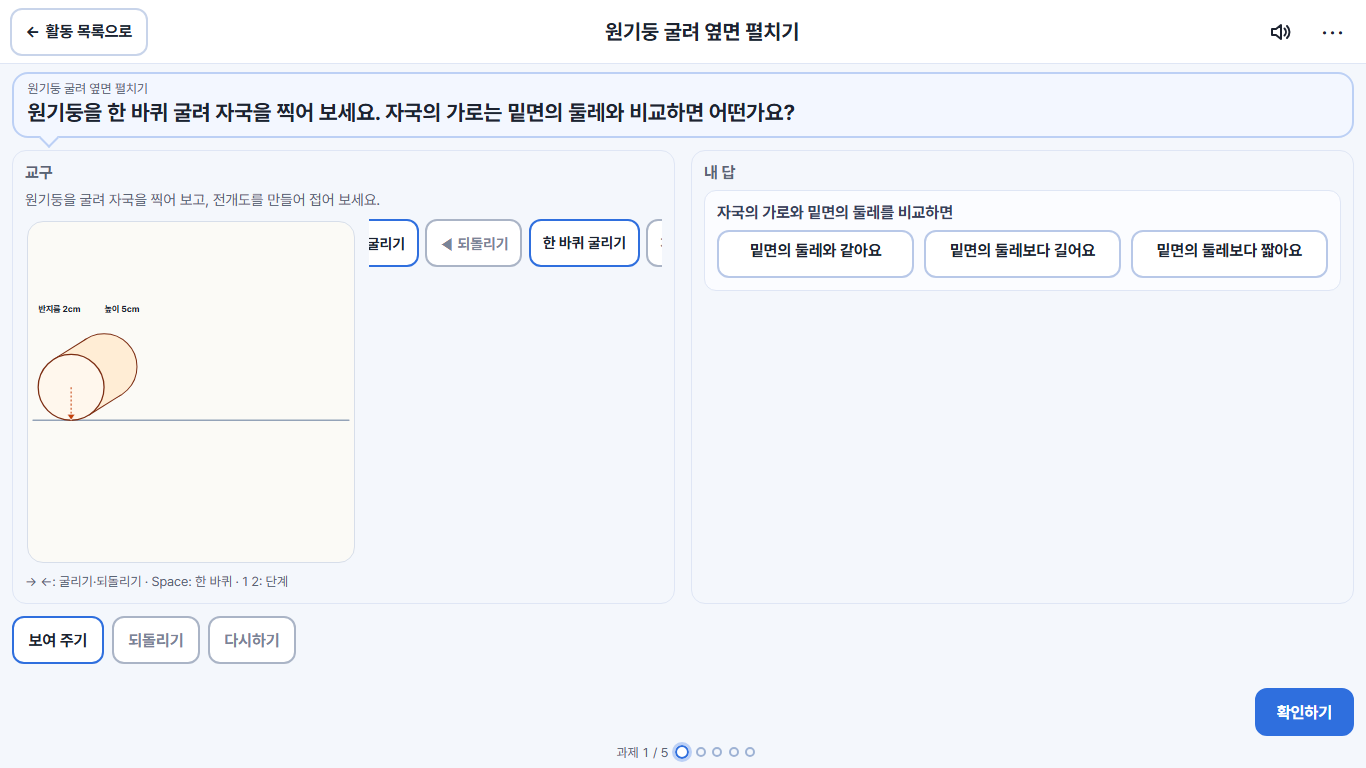 ← 활동 목록으로
원기둥 굴려 옆면 펼치기
원기둥 굴려 옆면 펼치기
원기둥을 한 바퀴 굴려 자국을 찍어 보세요. 자국의 가로는 밑면의 둘레와 비교하면 어떤가요?
교구
원기둥을 굴려 자국을 찍어 보고, 전개도를 만들어 접어 보세요.
굴리기
◀ 되돌리기
한 바퀴 굴리기
반지름 2cm
높이 5cm
→ ←: 굴리기·되돌리기 · Space: 한 바퀴 · 1 2: 단계
내 답
자국의 가로와 밑면의 둘레를 비교하면
밑면의 둘레와 같아요
밑면의 둘레보다 길어요
밑면의 둘레보다 짧아요
보여 주기
되돌리기
다시하기
확인하기
과제 1 / 5